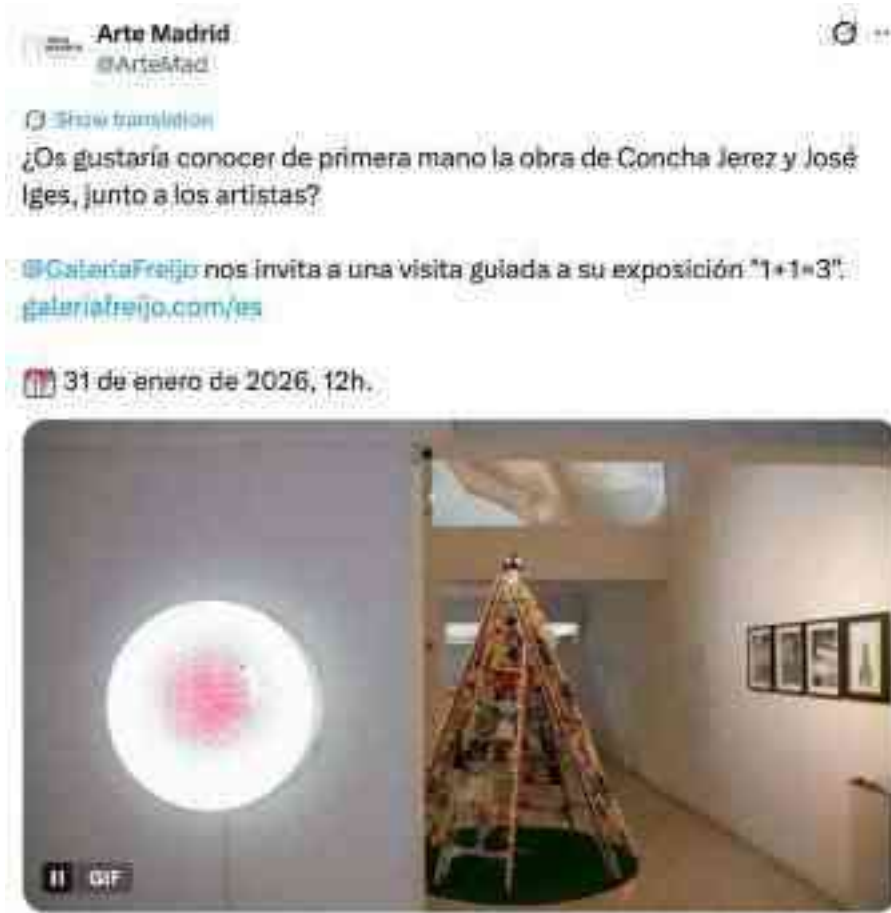 Arte Madrid
@ArteMad
Show translation
¿Os gustaría conocer de primera mano la obra de Concha Jerez y José
Iges, junto a los artistas?
@GaleriaFreijo nos invita a una visita guiada a su exposición "1+1=3".
galeriafreijo.com/es
31 de enero de 2026, 12h.
GIF